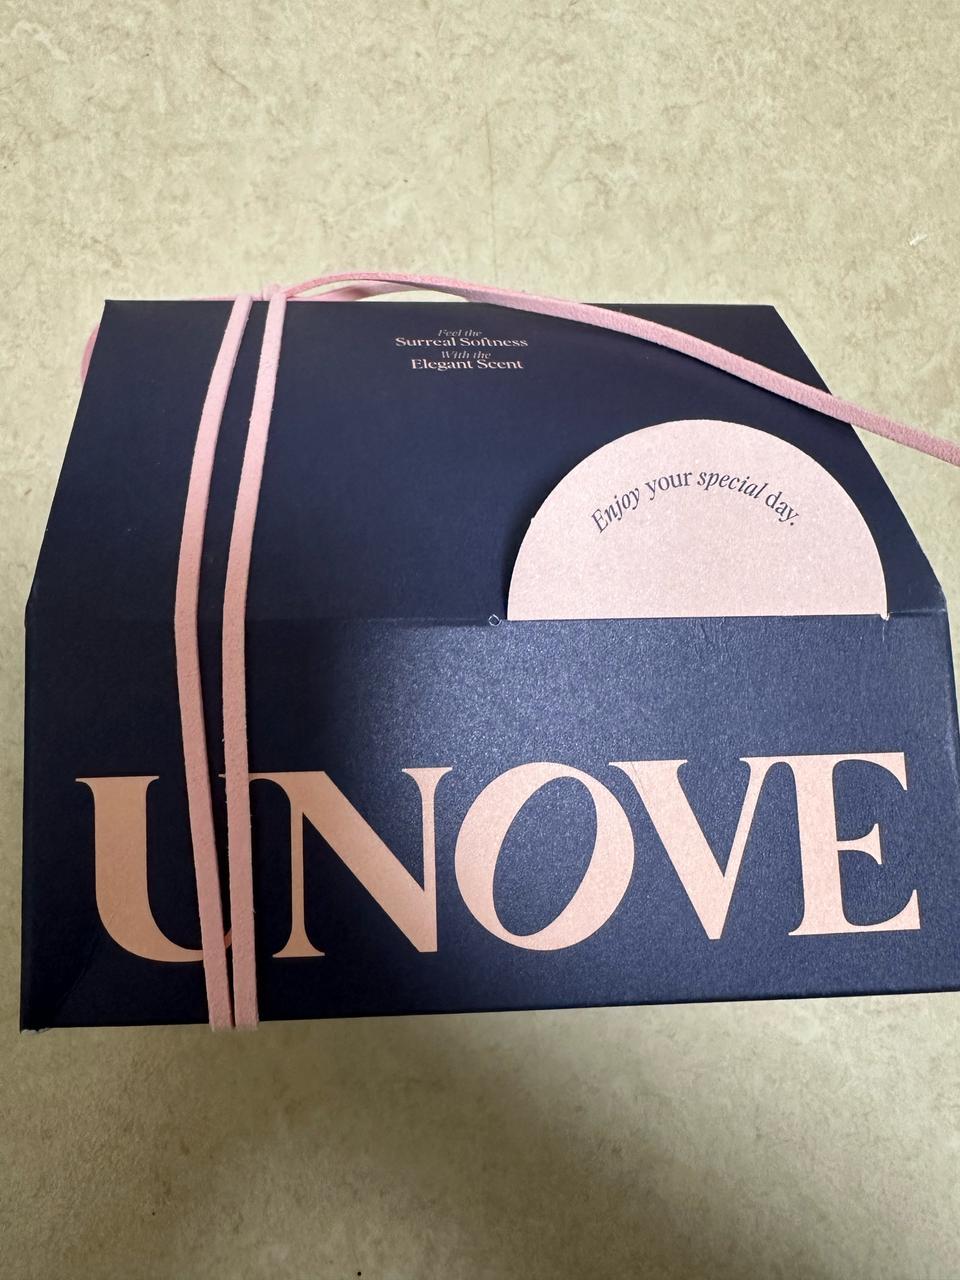 Feel the
Surreal Softness
With the
Elegant Scent
Enjoy your special day.
UNOVE